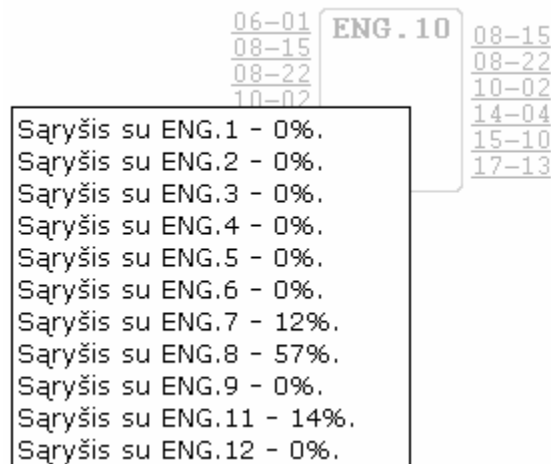 06–01
08–15
08–22
10–02
ENG.10
08–15
08–22
10–02
14–04
15–10
17–13
Sąryšis su ENG.1 - 0%.
Sąryšis su ENG.2 - 0%.
Sąryšis su ENG.3 - 0%.
Sąryšis su ENG.4 - 0%.
Sąryšis su ENG.5 - 0%.
Sąryšis su ENG.6 - 0%.
Sąryšis su ENG.7 - 12%.
Sąryšis su ENG.8 - 57%.
Sąryšis su ENG.9 - 0%.
Sąryšis su ENG.11 - 14%.
Sąryšis su ENG.12 - 0%.